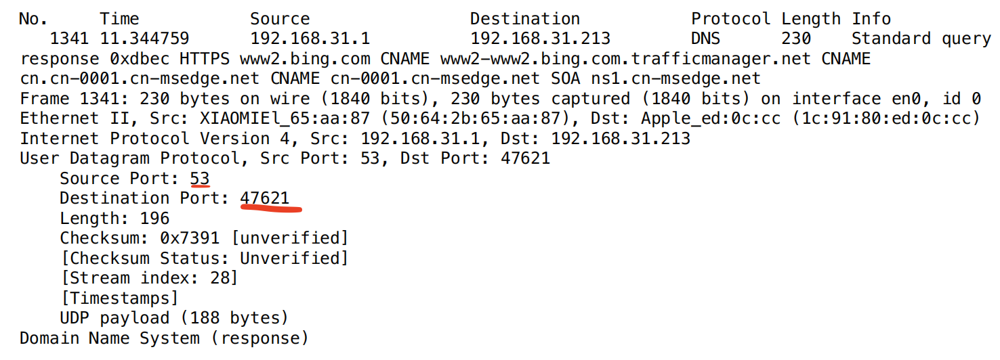 No. Time Source Destination Protocol Length Info
1341 11.344759 192.168.31.1 192.168.31.213 DNS 230 Standard query
response 0xdbec HTTPS www2.bing.com CNAME www2-www2.bing.com.trafficmanager.net CNAME
cn.cn-0001.cn-msedge.net CNAME cn-0001.cn-msedge.net SOA ns1.cn-msedge.net
Frame 1341: 230 bytes on wire (1840 bits), 230 bytes captured (1840 bits) on interface en0, id 0
Ethernet II, Src: XIAOMIEl_65:aa:87 (50:64:2b:65:aa:87), Dst: Apple_ed:0c:cc (1c:91:80:ed:0c:cc)
Internet Protocol Version 4, Src: 192.168.31.1, Dst: 192.168.31.213
User Datagram Protocol, Src Port: 53, Dst Port: 47621
Source Port: 53
Destination Port: 47621
Length: 196
Checksum: 0x7391 [unverified]
[Checksum Status: Unverified]
[Stream index: 28]
[Timestamps]
UDP payload (188 bytes)
Domain Name System (response)